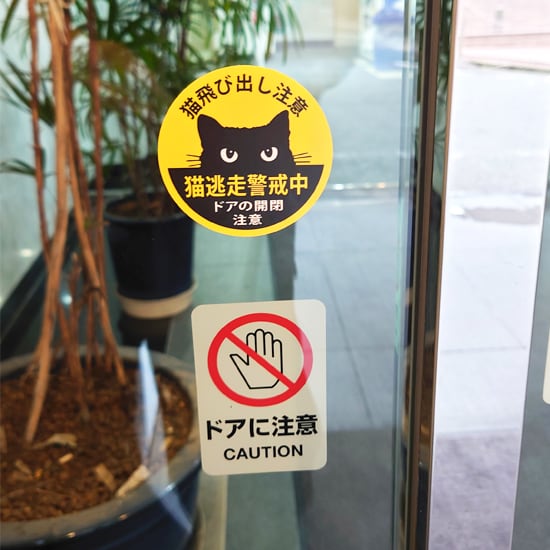 猫飛び出し注意
猫逃走警戒中
ドアの開閉
注意
ドアに注意
CAUTION